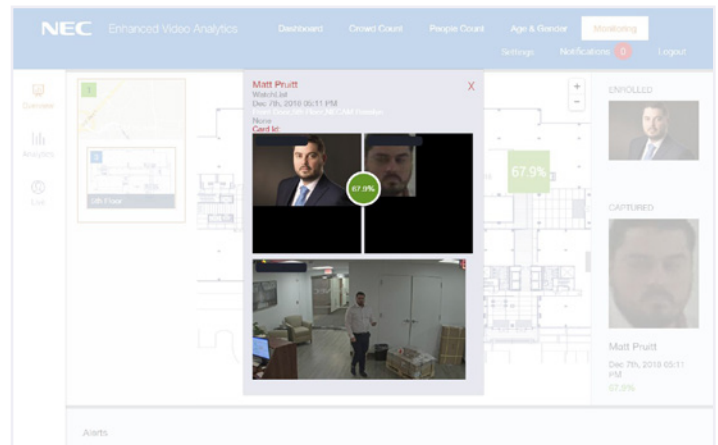 NEC Enhanced Video Analytics
Dashboard Crowd Count People Count Age & Gender Monitoring
Settings Notifications 0 Logout
Overview
Analytics
Live
1
2
5th Floor
Matt Pruitt X
Watchlist
Dec 7th, 2018 05:11 PM
None
Card Id
67.9%
+
-
67.9%
ENROLLED
CAPTURED
Matt Pruitt
Dec 7th, 2018 05:11
PM
67.9%
Alerts